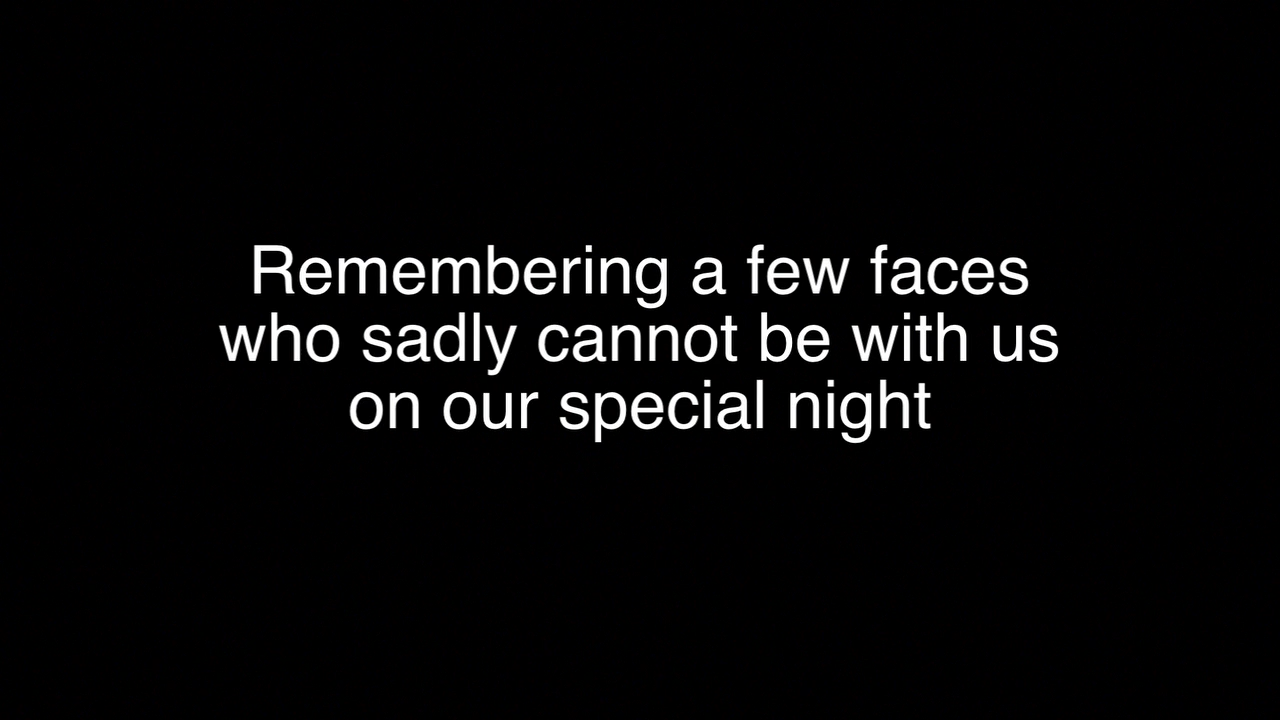 Remembering a few faces
who sadly cannot be with us
on our special night